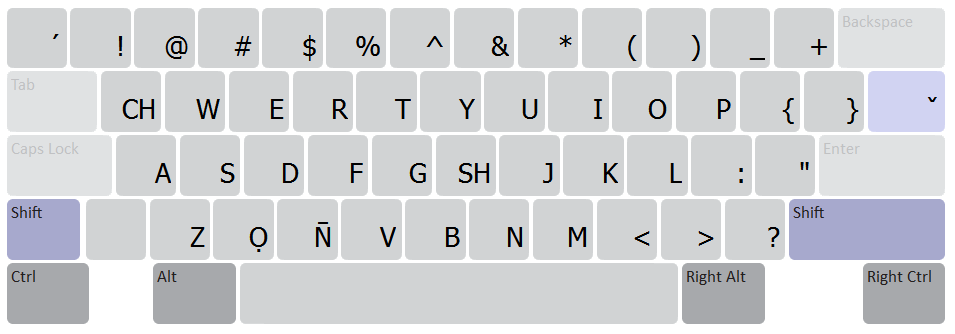 ´ ! @ # $ % ^ & * ( ) _ + Backspace
Tab CH W E R T Y U I O P { } ˇ
Caps Lock A S D F G SH J K L : " Enter
Shift Z Ọ Ñ V B N M < > ? Shift
Ctrl Alt Right Alt Right Ctrl